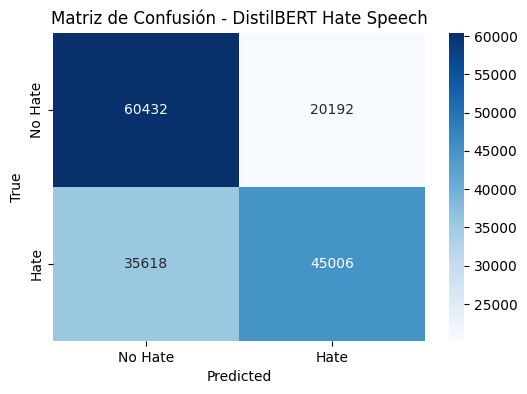 Matriz de Confusión - DistilBERT Hate Speech
True
No Hate
60432
20192
Hate
35618
45006
No Hate
Hate
Predicted
60000
55000
50000
45000
40000
35000
30000
25000